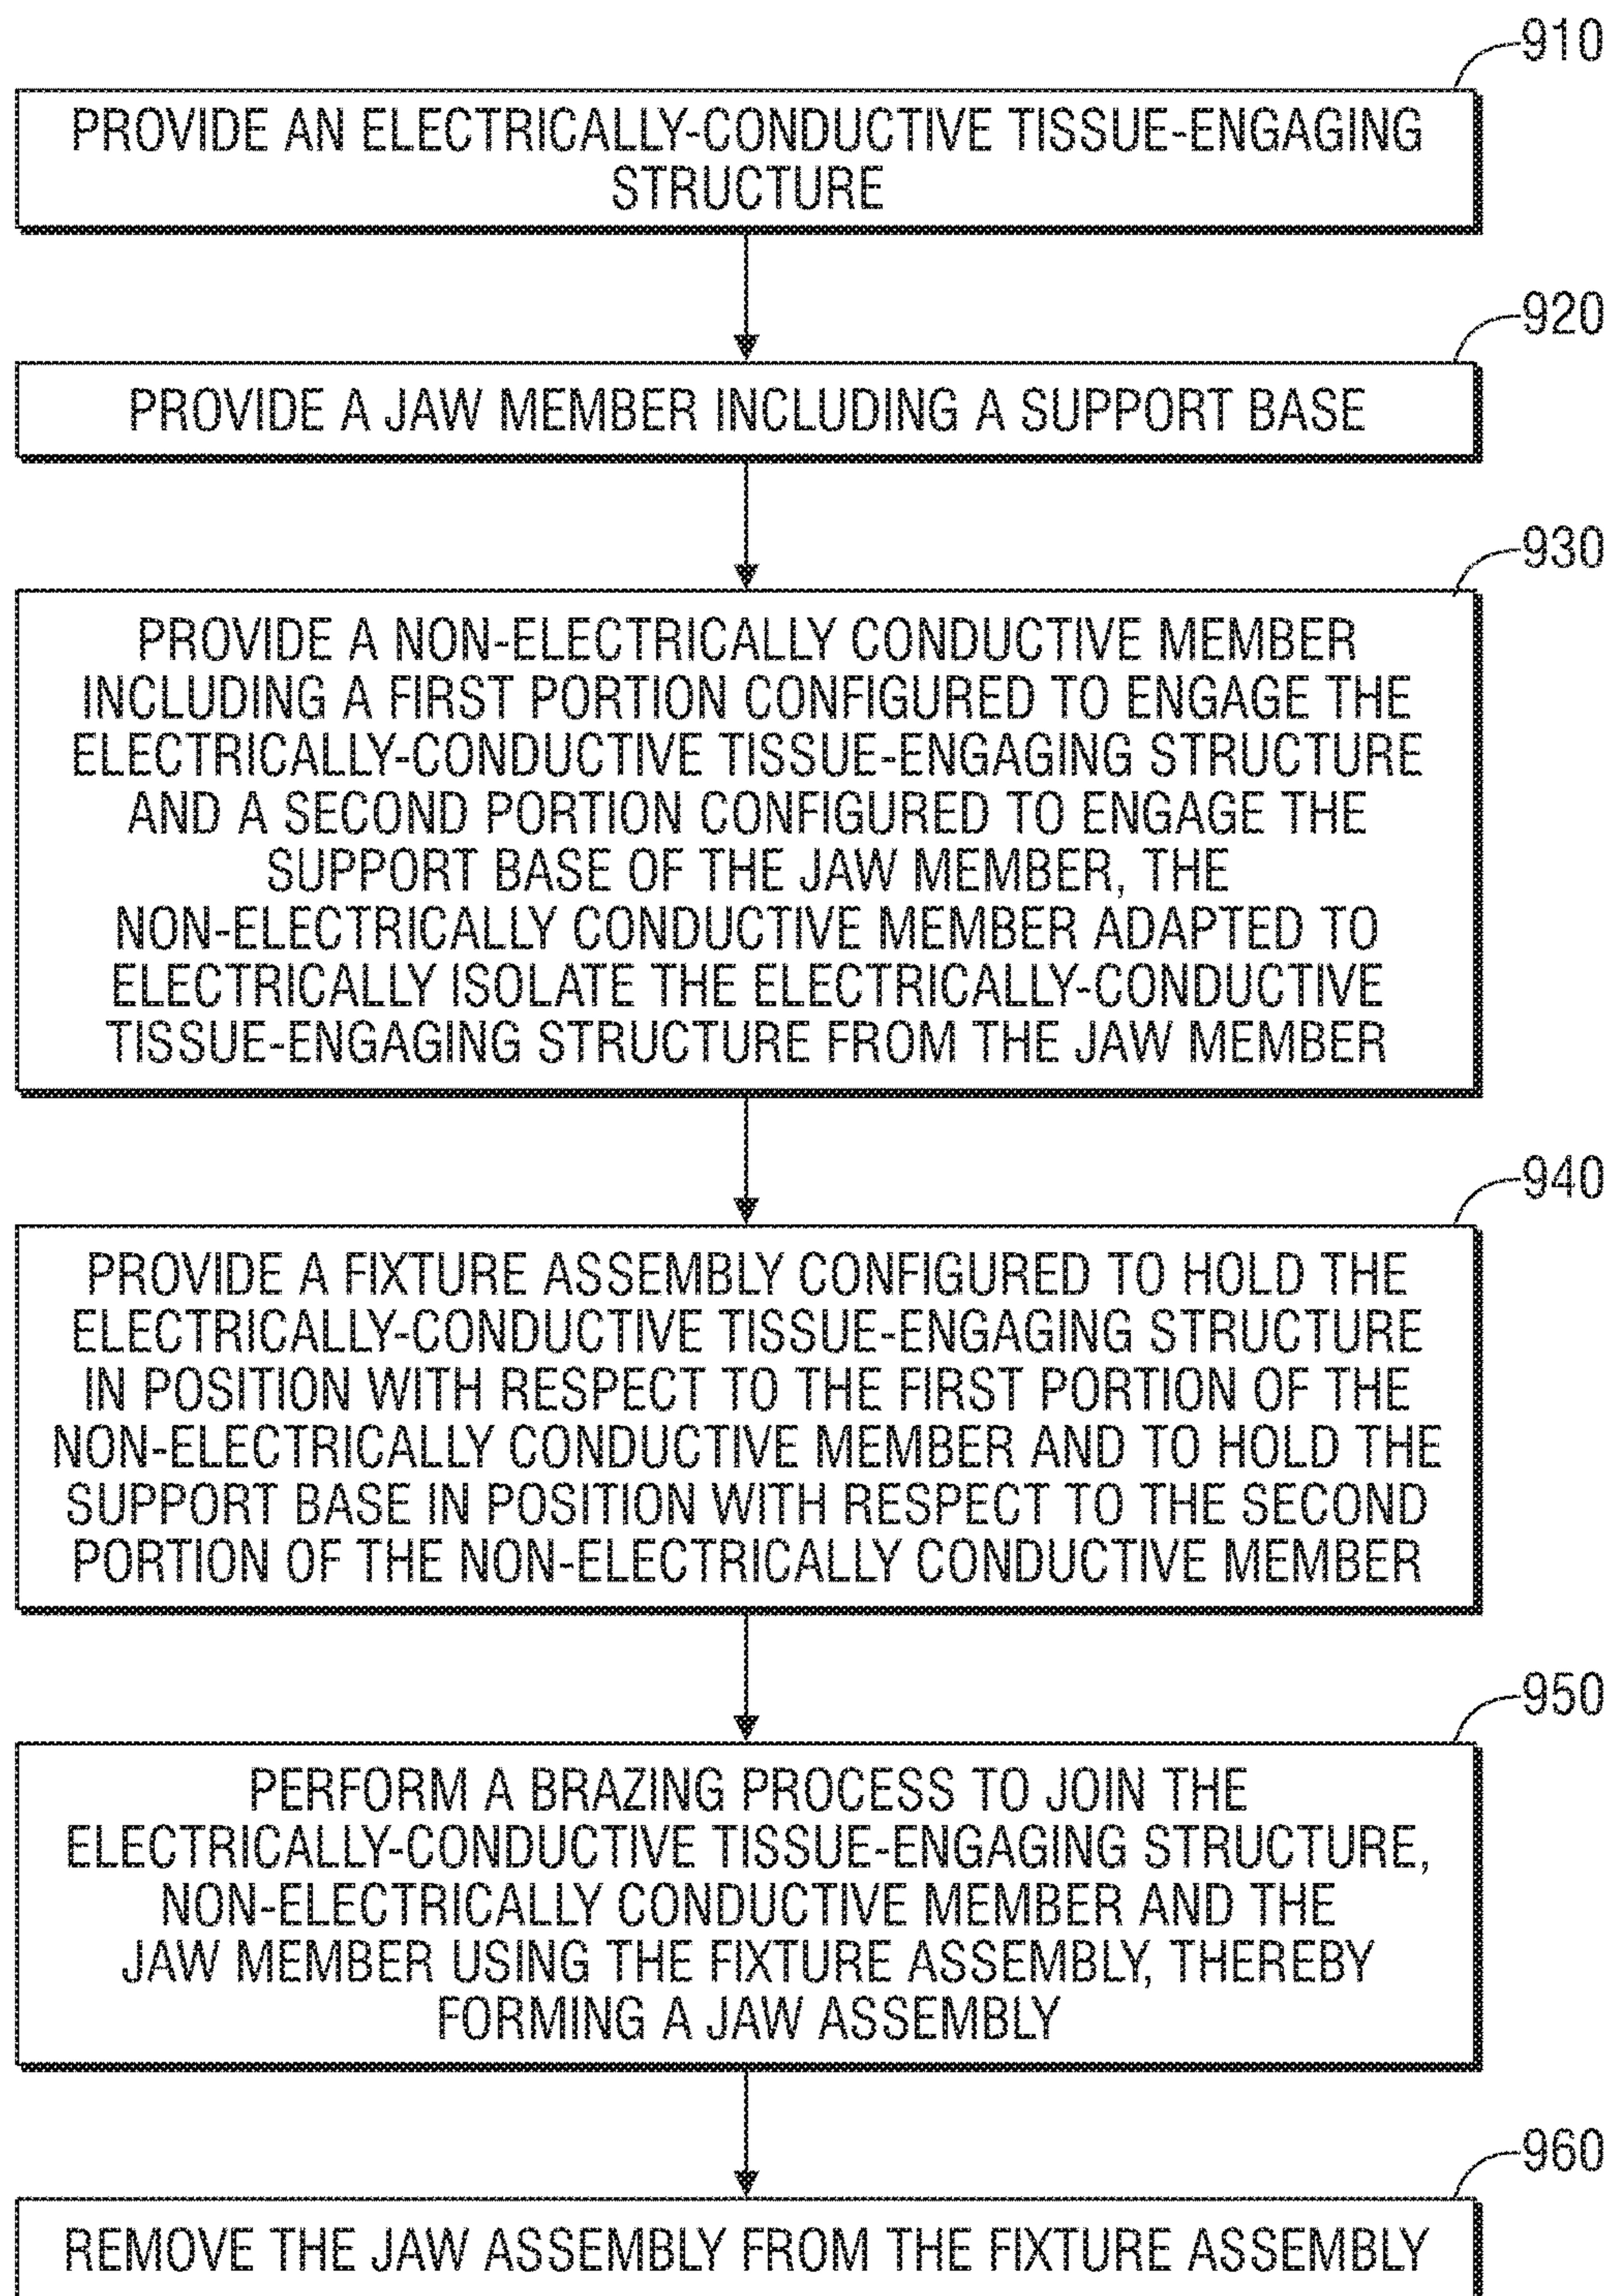 910
PROVIDE AN ELECTRICALLY-CONDUCTIVE TISSUE-ENGAGING
STRUCTURE
920
PROVIDE A JAW MEMBER INCLUDING A SUPPORT BASE
930
PROVIDE A NON-ELECTRICALLY CONDUCTIVE MEMBER
INCLUDING A FIRST PORTION CONFIGURED TO ENGAGE THE
ELECTRICALLY-CONDUCTIVE TISSUE-ENGAGING STRUCTURE
AND A SECOND PORTION CONFIGURED TO ENGAGE THE
SUPPORT BASE OF THE JAW MEMBER, THE
NON-ELECTRICALLY CONDUCTIVE MEMBER ADAPTED TO
ELECTRICALLY ISOLATE THE ELECTRICALLY-CONDUCTIVE
TISSUE-ENGAGING STRUCTURE FROM THE JAW MEMBER
940
PROVIDE A FIXTURE ASSEMBLY CONFIGURED TO HOLD THE
ELECTRICALLY-CONDUCTIVE TISSUE-ENGAGING STRUCTURE
IN POSITION WITH RESPECT TO THE FIRST PORTION OF THE
NON-ELECTRICALLY CONDUCTIVE MEMBER AND TO HOLD THE
SUPPORT BASE IN POSITION WITH RESPECT TO THE SECOND
PORTION OF THE NON-ELECTRICALLY CONDUCTIVE MEMBER
950
PERFORM A BRAZING PROCESS TO JOIN THE
ELECTRICALLY-CONDUCTIVE TISSUE-ENGAGING STRUCTURE,
NON-ELECTRICALLY CONDUCTIVE MEMBER AND THE
JAW MEMBER USING THE FIXTURE ASSEMBLY, THEREBY
FORMING A JAW ASSEMBLY
960
REMOVE THE JAW ASSEMBLY FROM THE FIXTURE ASSEMBLY